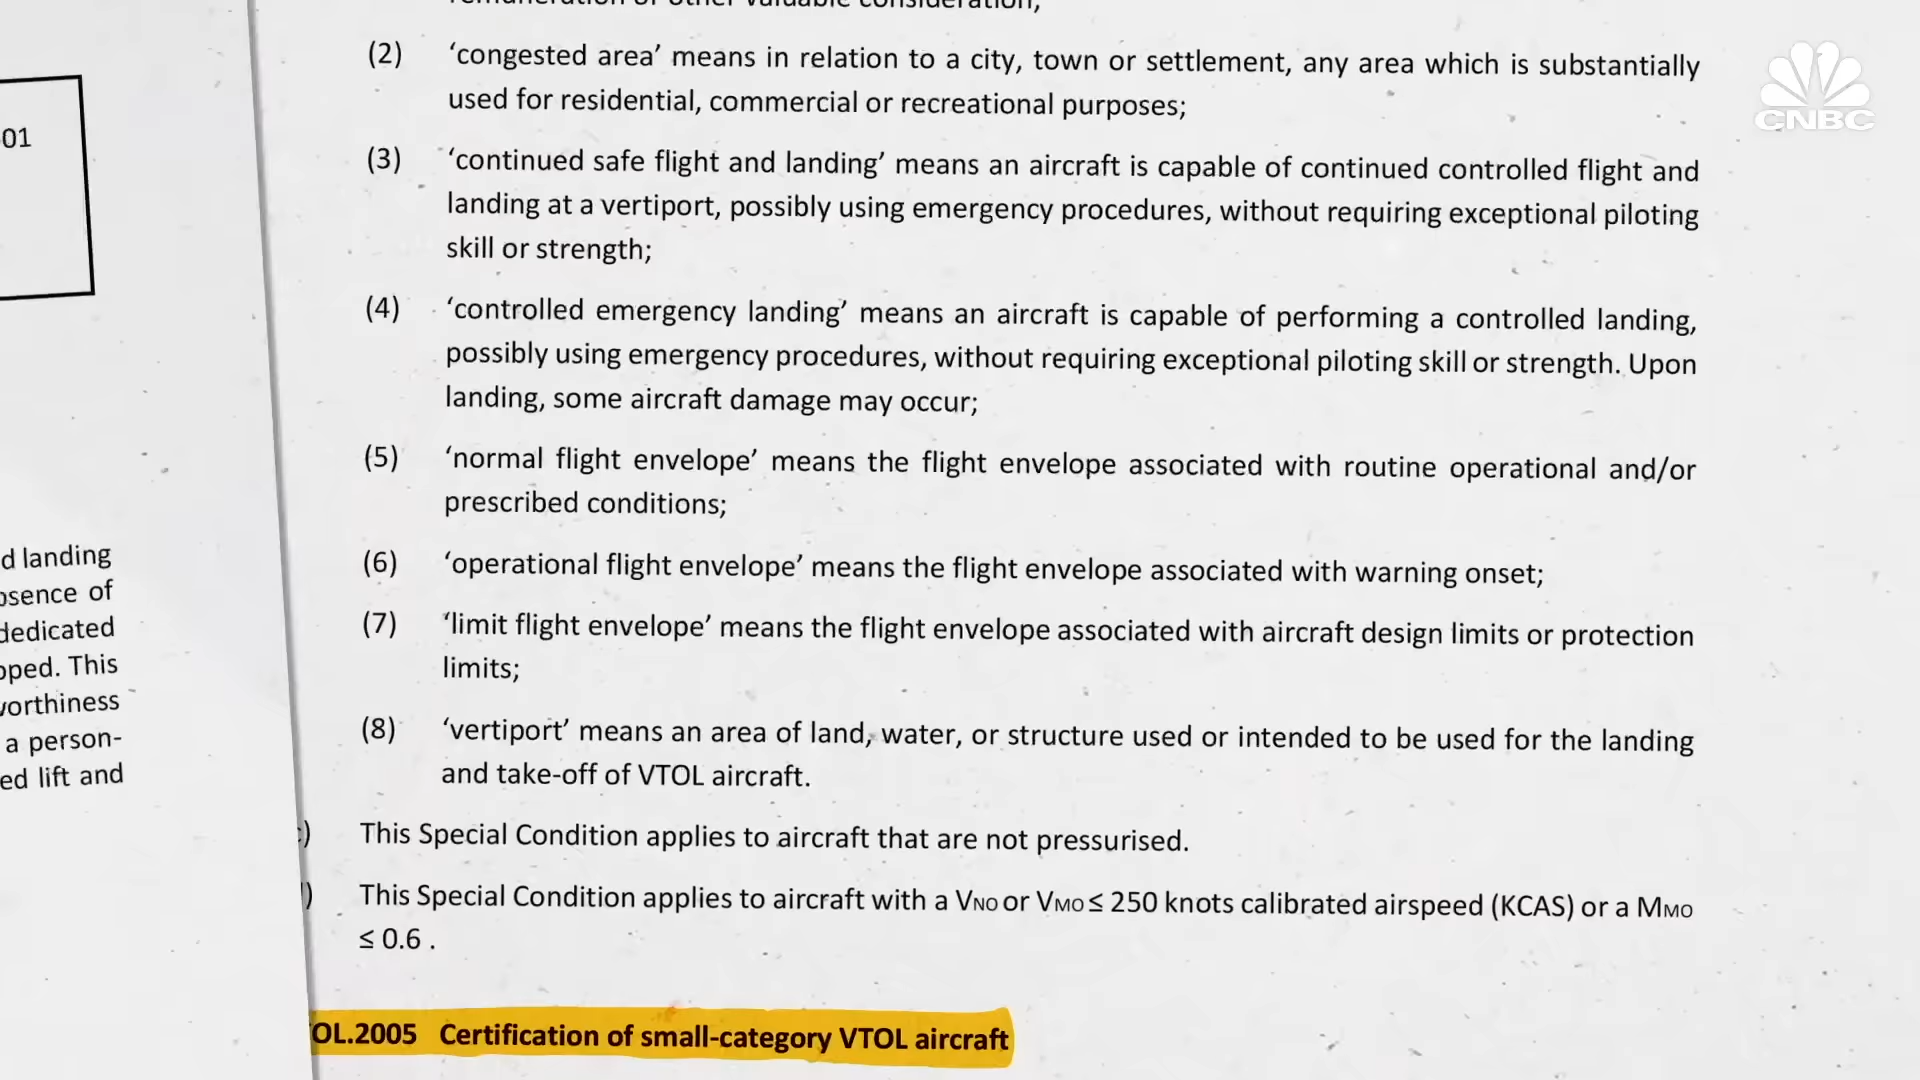 (2) ‘congested area’ means in relation to a city, town or settlement, any area which is substantially
used for residential, commercial or recreational purposes;
(3) ‘continued safe flight and landing’ means an aircraft is capable of continued controlled flight and
landing at a vertiport, possibly using emergency procedures, without requiring exceptional piloting
skill or strength;
(4) ‘controlled emergency landing’ means an aircraft is capable of performing a controlled landing,
possibly using emergency procedures, without requiring exceptional piloting skill or strength. Upon
landing, some aircraft damage may occur;
(5) ‘normal flight envelope’ means the flight envelope associated with routine operational and/or
prescribed conditions;
(6) ‘operational flight envelope’ means the flight envelope associated with warning onset;
(7) ‘limit flight envelope’ means the flight envelope associated with aircraft design limits or protection
limits;
(8) ‘vertiport’ means an area of land, water, or structure used or intended to be used for the landing
and take-off of VTOL aircraft.
) This Special Condition applies to aircraft that are not pressurised.
) This Special Condition applies to aircraft with a VNO or VMO ≤ 250 knots calibrated airspeed (KCAS) or a MMO
≤ 0.6 .
OL.2005 Certification of small-category VTOL aircraft
01
d landing
sence of
dedicated
pped. This
orthiness
a person-
ed lift and
CNBC